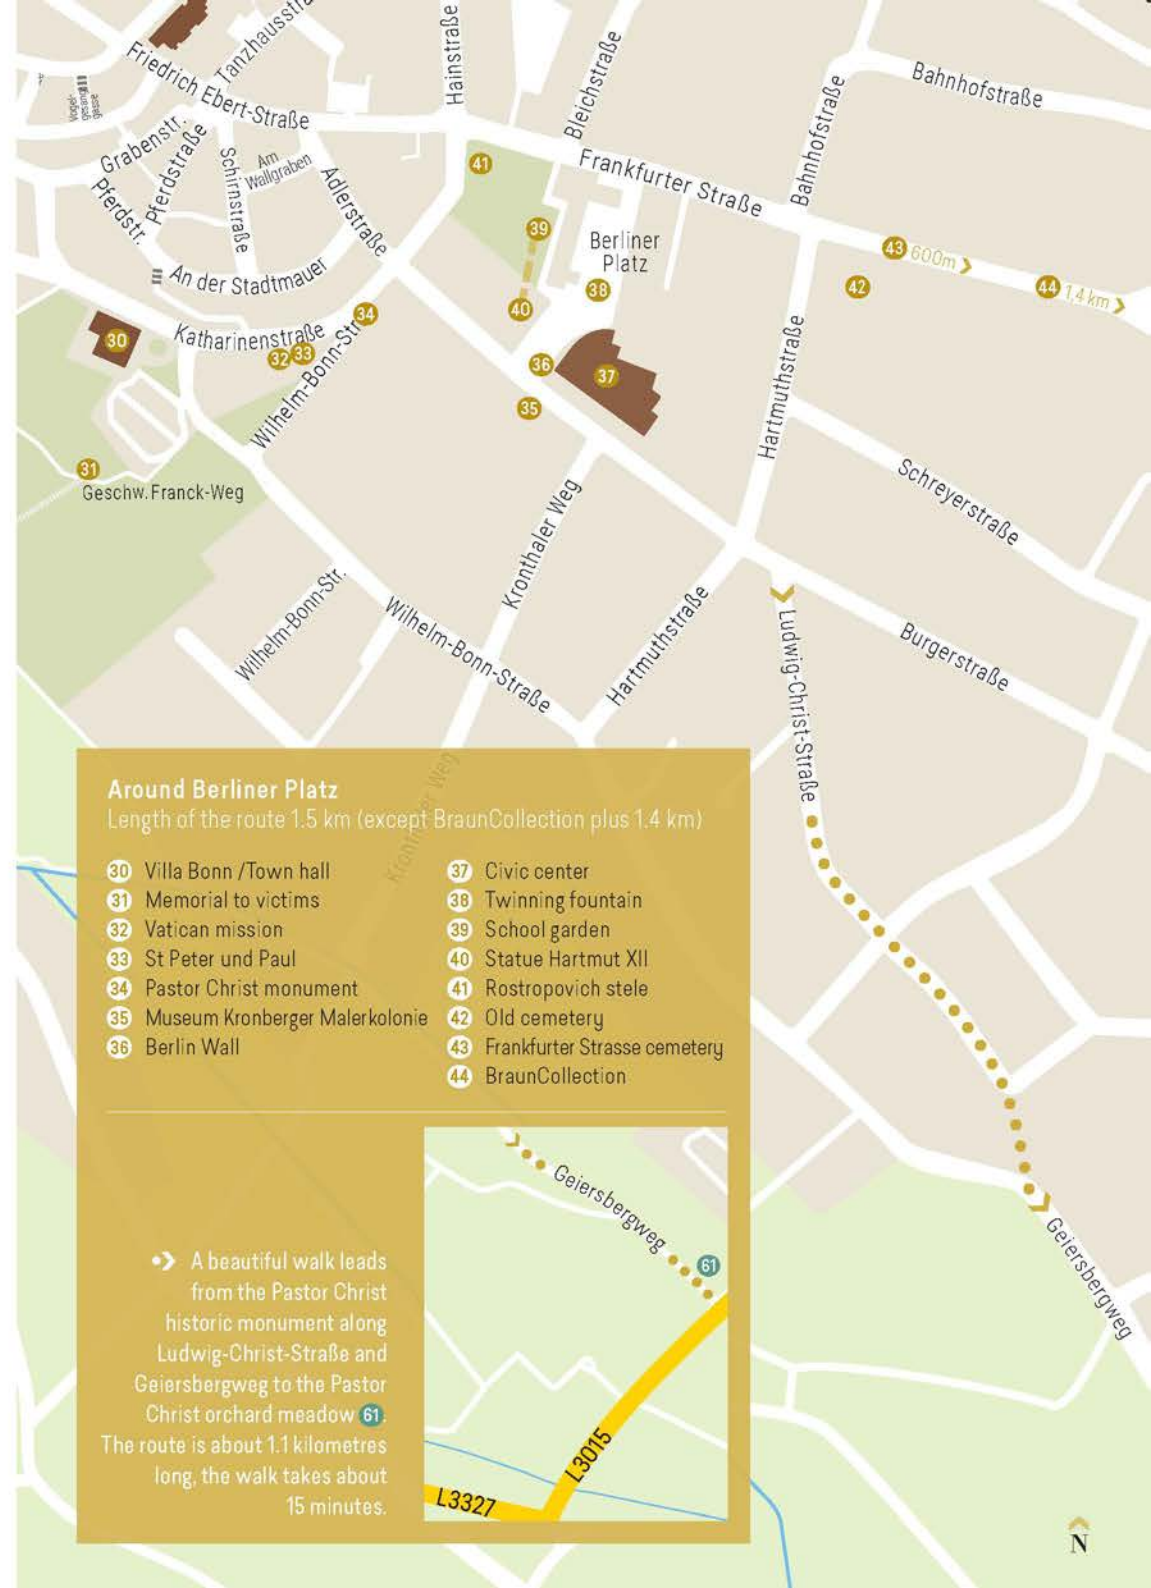 Hainstraße
Tanzhausstra
Bleichstraße
Friedrich Ebert-Straße
Bahnhofstraße
Bahnhofstraße
Vogel-
gesang
gasse
Grabenstr.
Pferdstraße
Schirnstraße
Am
Wallgraben
Pferdstr.
Adlerstraße
41
Frankfurter Straße
39
Berliner
Platz
43 600m
An der Stadtmauer
38
42
44 1,4 km
40
34
30
Katharinenstraße
32
33
36
37
Wilhelm-Bonn-Str.
35
Hartmuthstraße
31
Geschw. Franck-Weg
Schreyerstraße
Kronthaler Weg
Wilhelm-Bonn-Str.
Wilhelm-Bonn-Straße
Hartmuthstraße
Ludwig-Christ-Straße
Burgerstraße
Kronthaler Weg
Around Berliner Platz
Length of the route 1.5 km (except BraunCollection plus 1.4 km)
30 Villa Bonn /Town hall
31 Memorial to victims
32 Vatican mission
33 St Peter und Paul
34 Pastor Christ monument
35 Museum Kronberger Malerkolonie
36 Berlin Wall
37 Civic center
38 Twinning fountain
39 School garden
40 Statue Hartmut XII
41 Rostropovich stele
42 Old cemetery
43 Frankfurter Strasse cemetery
44 BraunCollection
A beautiful walk leads
from the Pastor Christ
historic monument along
Ludwig-Christ-Straße and
Geiersbergweg to the Pastor
Christ orchard meadow 61.
The route is about 1.1 kilometres
long, the walk takes about
15 minutes.
Geiersbergweg
61
L3015
L3327
Geiersbergweg
N